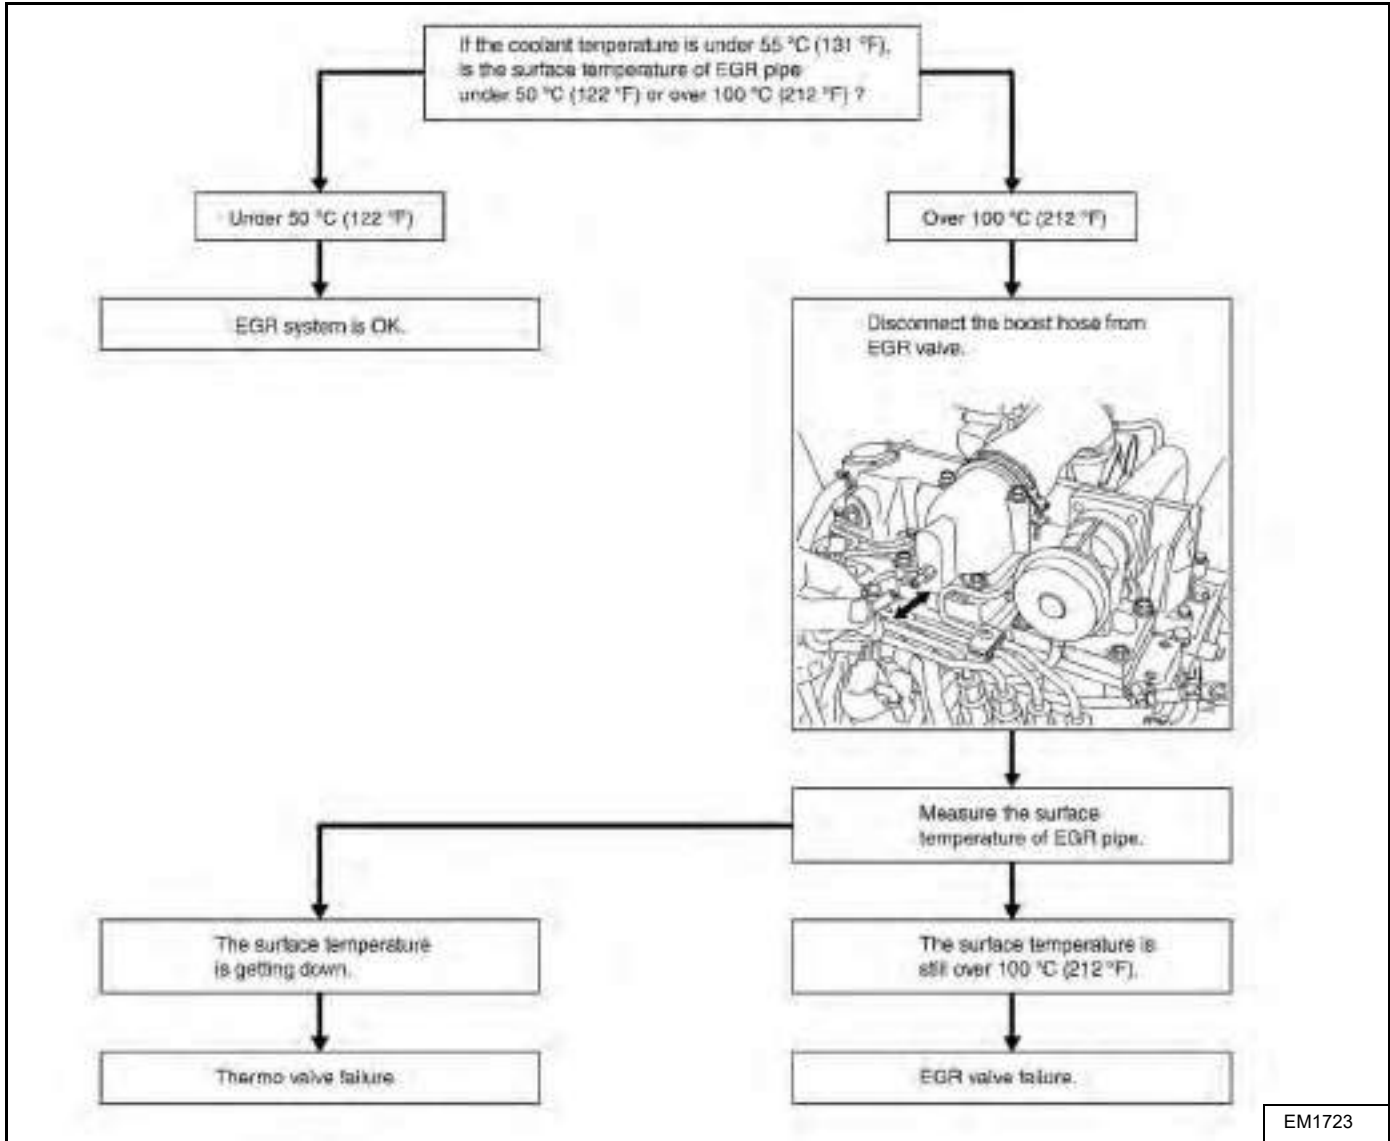 If the coolant tenperature is under 55 °C (131 °F),
is the surface temperature of EGR pipe
under 50 °C (122 °F) or over 100 °C (212 °F) ?
Under 50 °C (122 °F)
Over 100 °C (212 °F)
EGR system is OK.
Disconnect the boost hose from
EGR valve.
Measure the surface
temperature of EGR pipe.
The surface temperature
is getting down.
The surface temperature is
still over 100 °C (212 °F).
Thermo valve failure.
EGR valve failure.
EM1723